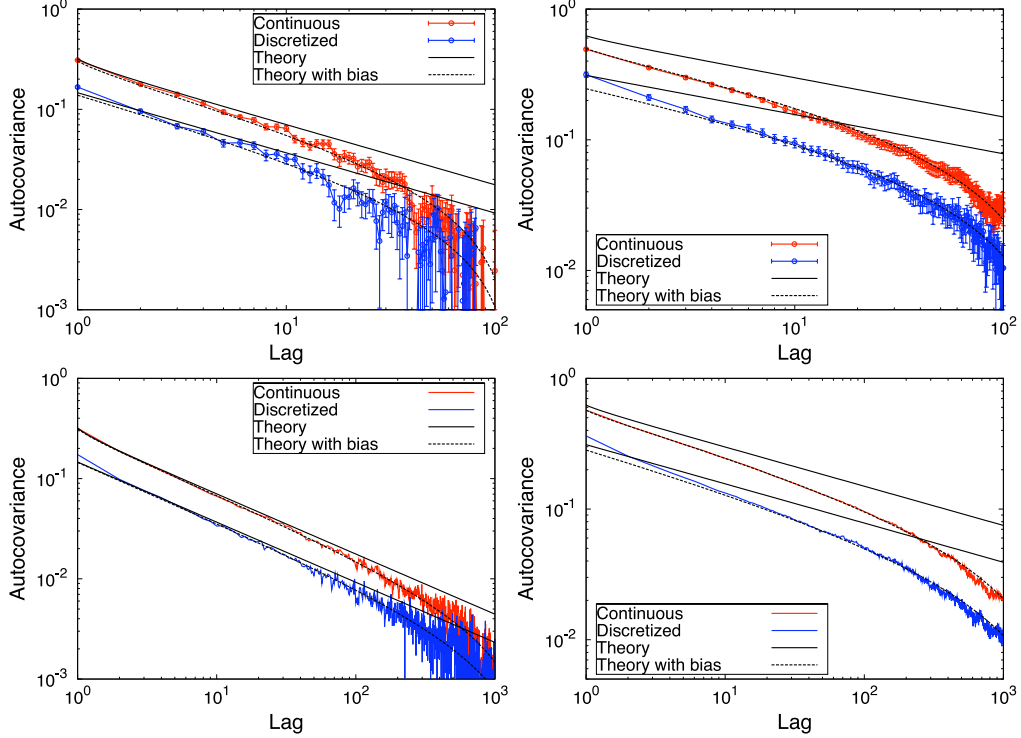 10^0
10^-1
10^-2
10^-3
10^0
10^1
10^2
Autocovariance
Lag
Continuous
Discretized
Theory
Theory with bias
10^0
10^-1
10^-2
10^0
10^1
10^2
Autocovariance
Lag
Continuous
Discretized
Theory
Theory with bias
10^0
10^-1
10^-2
10^-3
10^0
10^1
10^2
10^3
Autocovariance
Lag
Continuous
Discretized
Theory
Theory with bias
10^0
10^-1
10^-2
10^0
10^1
10^2
10^3
Autocovariance
Lag
Continuous
Discretized
Theory
Theory with bias